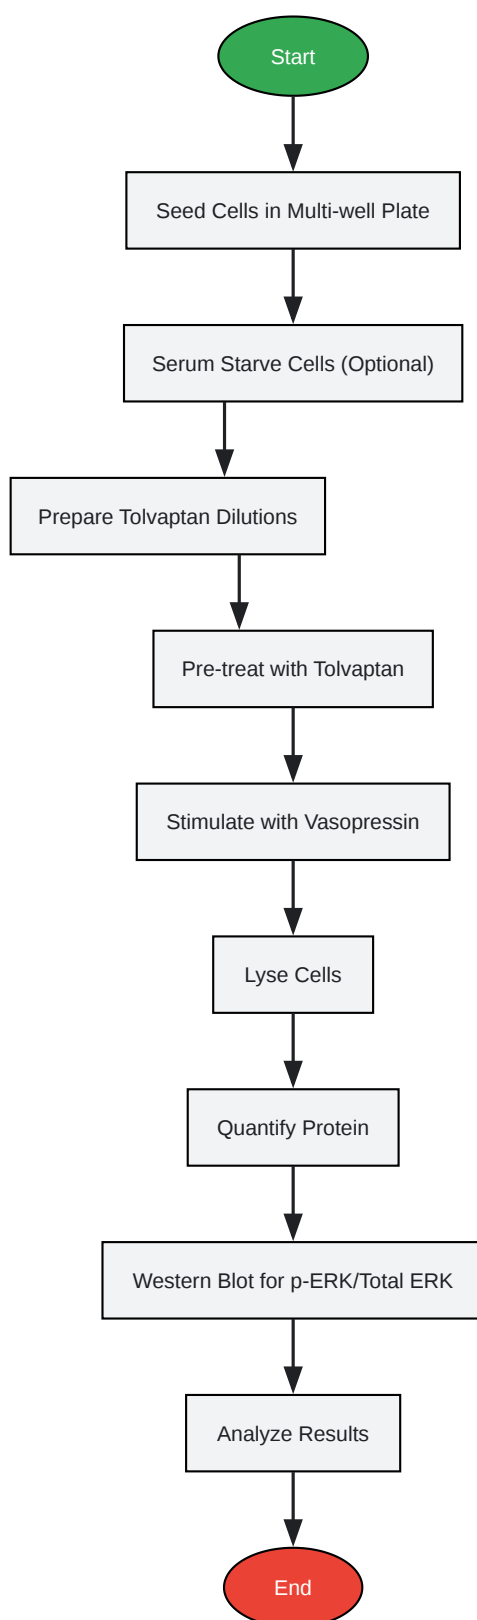 Start
Seed Cells in Multi-well Plate
Serum Starve Cells (Optional)
Prepare Tolvaptan Dilutions
Pre-treat with Tolvaptan
Stimulate with Vasopressin
Lyse Cells
Quantify Protein
Western Blot for p-ERK/Total ERK
Analyze Results
End